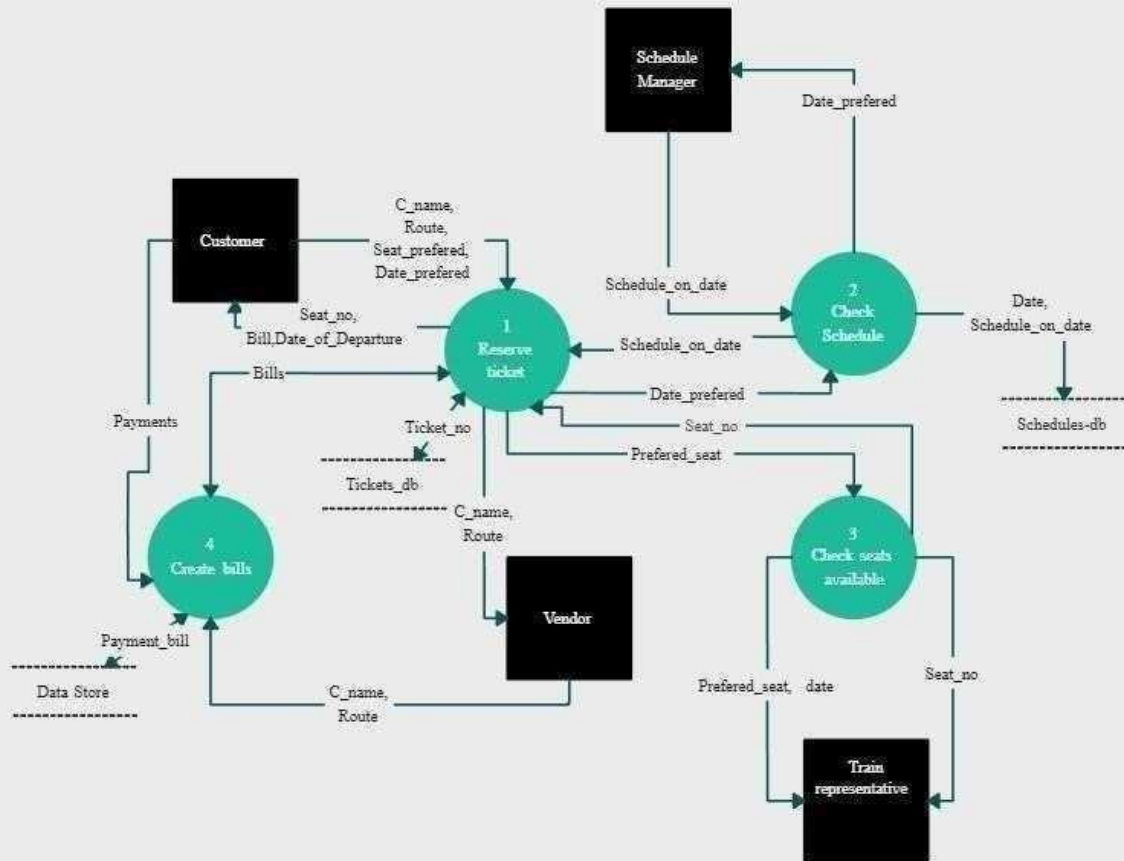 Schedule
Manager
Date_prefered
C_name,
Route,
Seat_prefered,
Date_prefered
Customer
Schedule_on_date
2
Check
Schedule
Date,
Schedule_on_date
Seat_no,
Bill,Date_of_Departure
1
Reserve
ticket
Schedule_on_date
Bills
Date_prefered
Payments
Ticket_no
Seat_no
Schedules-db
Prefered_seat
Tickets_db
C_name,
Route
4
Create bills
3
Check seats
available
Vendor
Payment_bill
Data Store
C_name,
Route
Prefered_seat, date
Seat_no
Train
representative